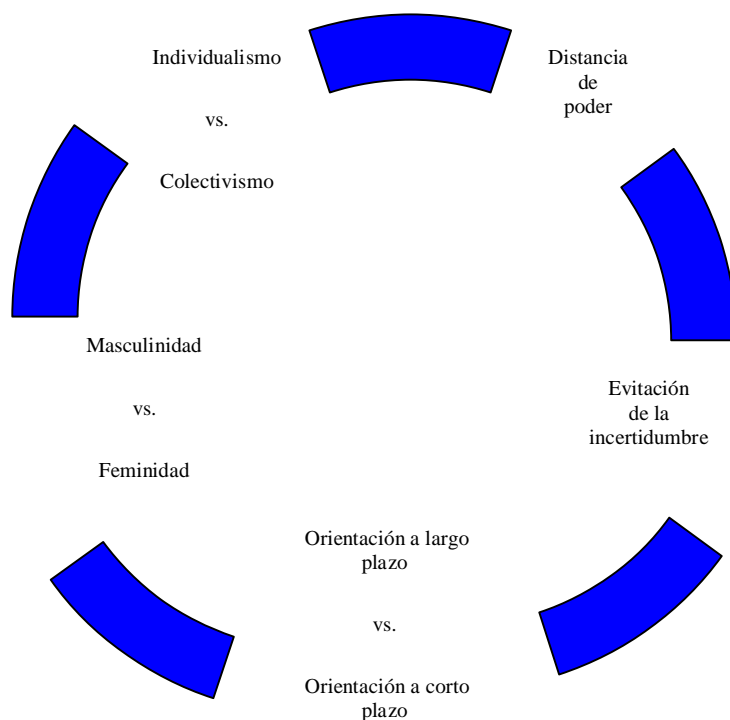 Individualismo
vs.
Colectivismo
Distancia
de
poder
Masculinidad
vs.
Feminidad
Evitación
de la
incertidumbre
Orientación a largo
plazo
vs.
Orientación a corto
plazo